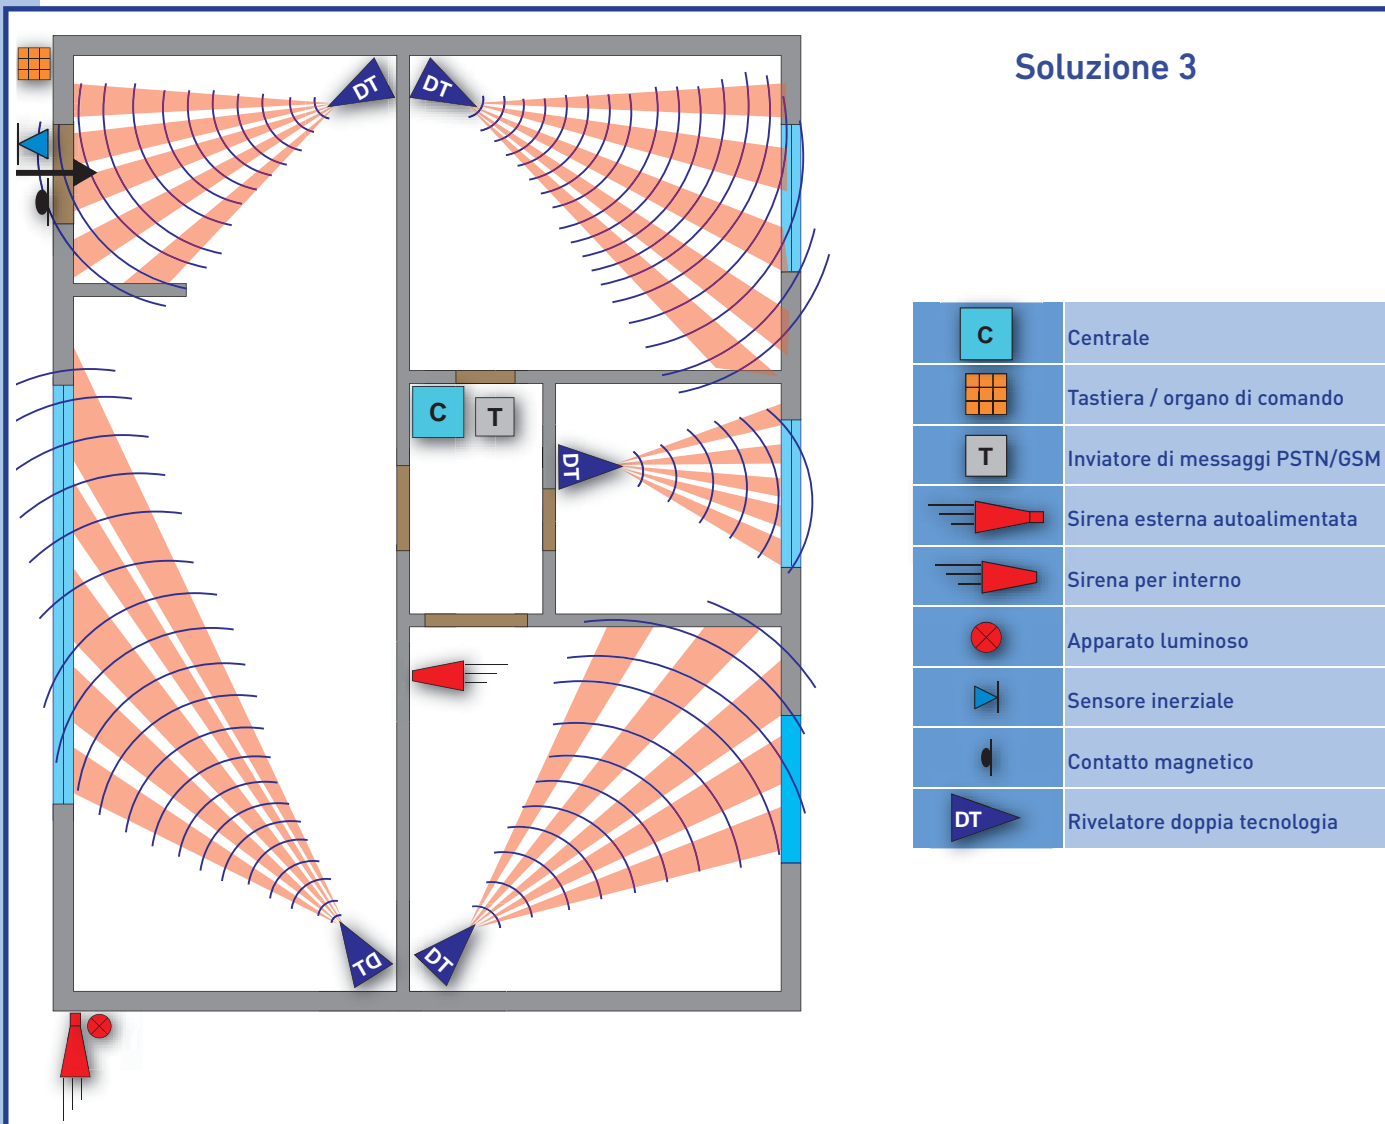 Soluzione 3
DT
DT
C
T
DT
DT
DT
C
Centrale
Tastiera / organo di comando
T
Inviatore di messaggi PSTN/GSM
Sirena esterna autoalimentata
Sirena per interno
Apparato luminoso
Sensore inerziale
Contatto magnetico
DT
Rivelatore doppia tecnologia